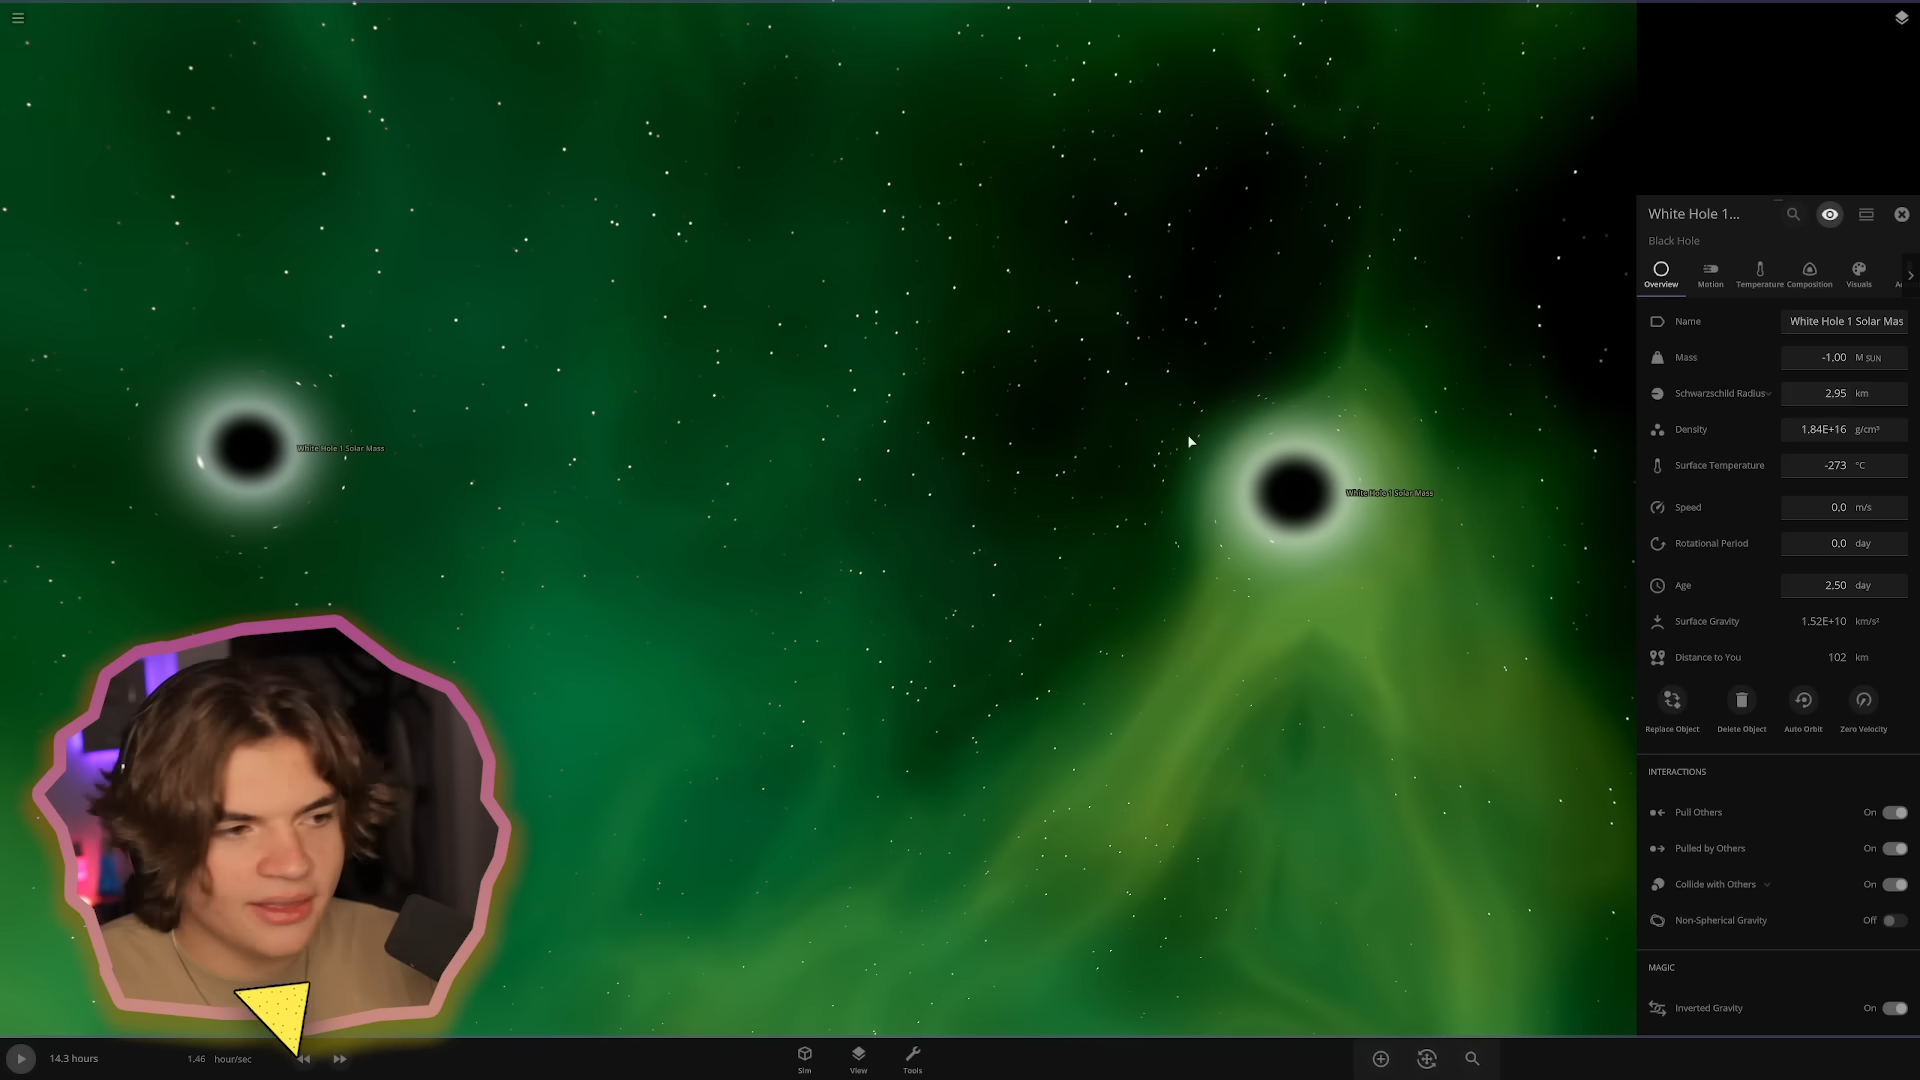 White Hole 1...
Black Hole
Overview
Motion
Temperature
Composition
Visuals
Name
White Hole 1 Solar Mas
Mass
-1,00 M SUN
Schwarzschild Radius
2,95 km
Density
1,84E+16 g/cm³
Surface Temperature
-273 °C
Speed
0,0 m/s
Rotational Period
0,0 day
Age
2,50 day
Surface Gravity
1,52E+10 km/s²
Distance to You
102 km
Replace Object
Delete Object
Auto Orbit
Zero Velocity
INTERACTIONS
Pull Others
On
Pulled by Others
On
Collide with Others
On
Non-Spherical Gravity
Off
MAGIC
Inverted Gravity
On
White Hole 1 Solar Mass
White Hole 1 Solar Mass
14,3 hours
1,46 hour/sec
Sim
View
Tools